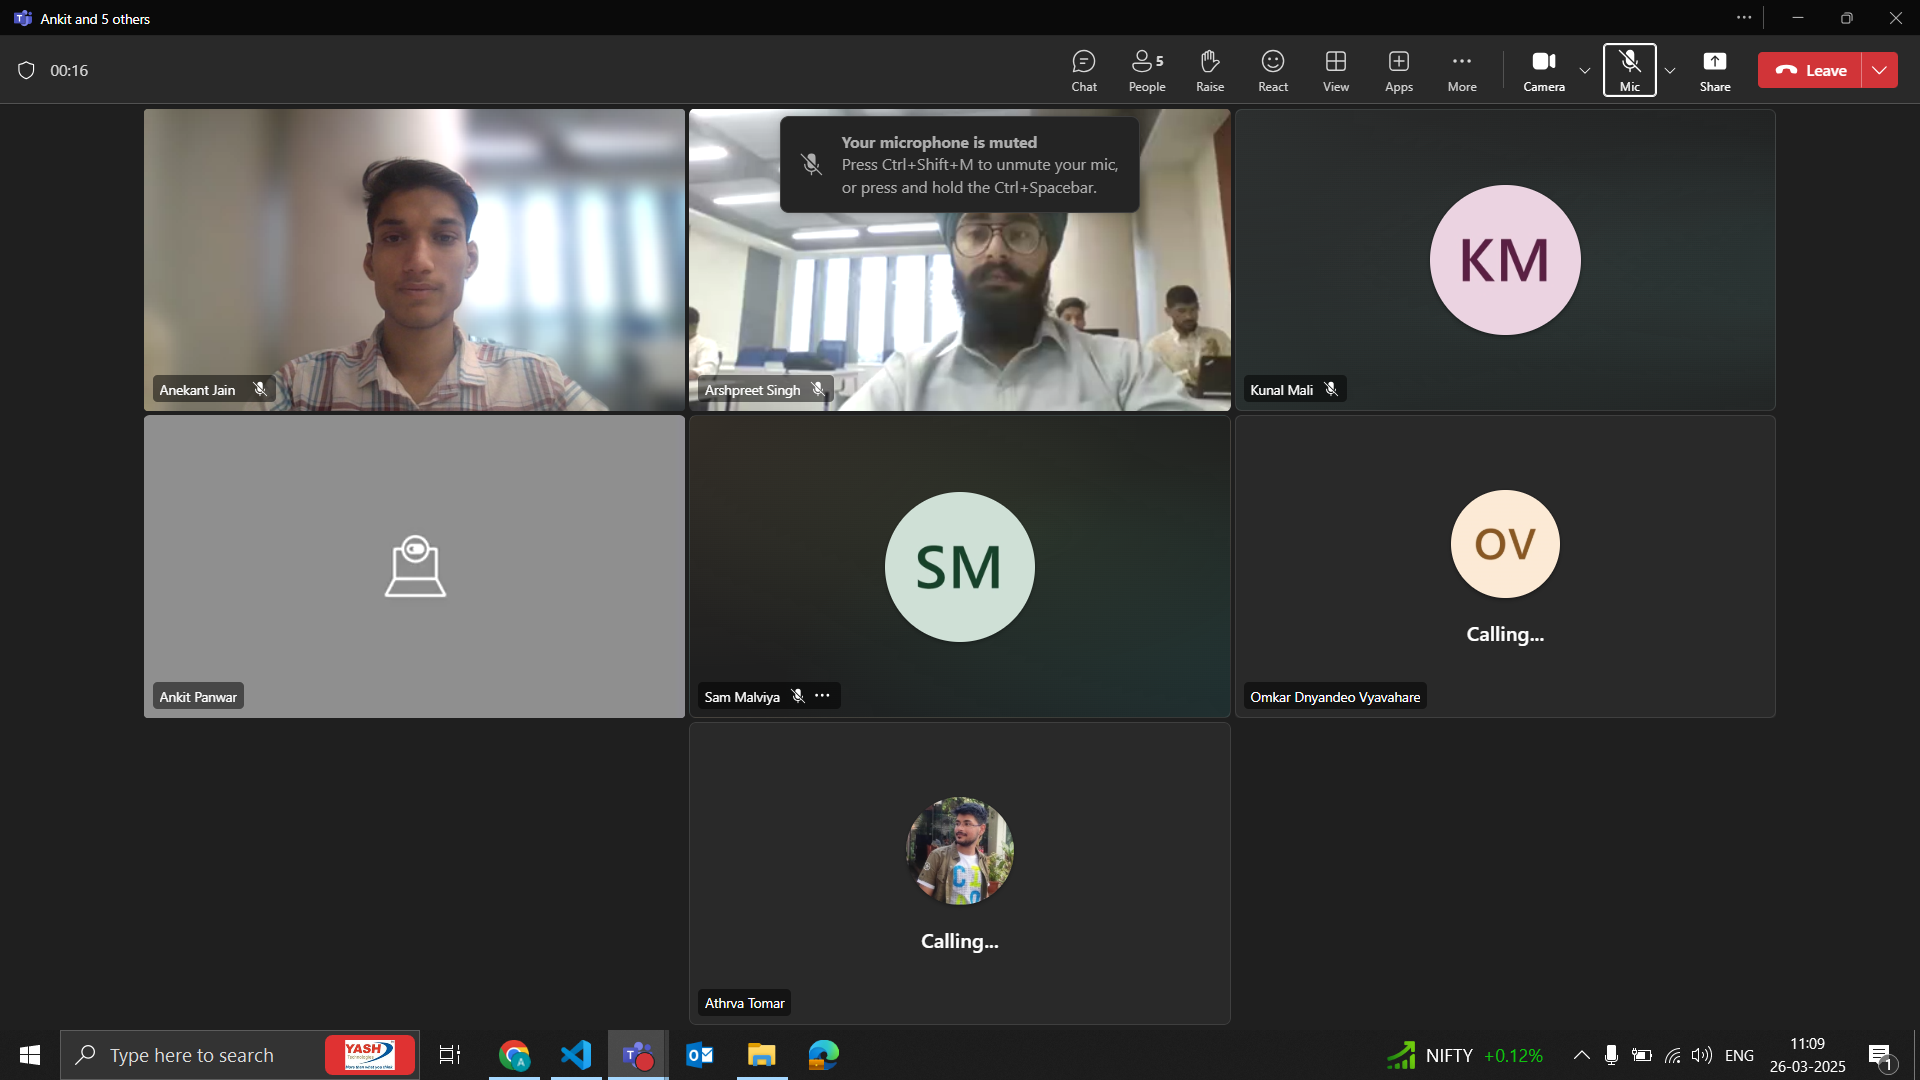 Ankit and 5 others
00:16
Chat
People
5
Raise
React
View
Apps
More
Camera
Mic
Share
Leave
Your microphone is muted
Press Ctrl+Shift+M to unmute your mic,
or press and hold the Ctrl+Spacebar.
Anekant Jain
Arshpreet Singh
KM
Kunal Mali
Ankit Panwar
SM
Sam Malviya
OV
Calling...
Omkar Dnyandeo Vyavahare
Calling...
Athrva Tomar
Type here to search
YASH
Technologies
NIFTY +0.12%
ENG
11:09
26-03-2025
1